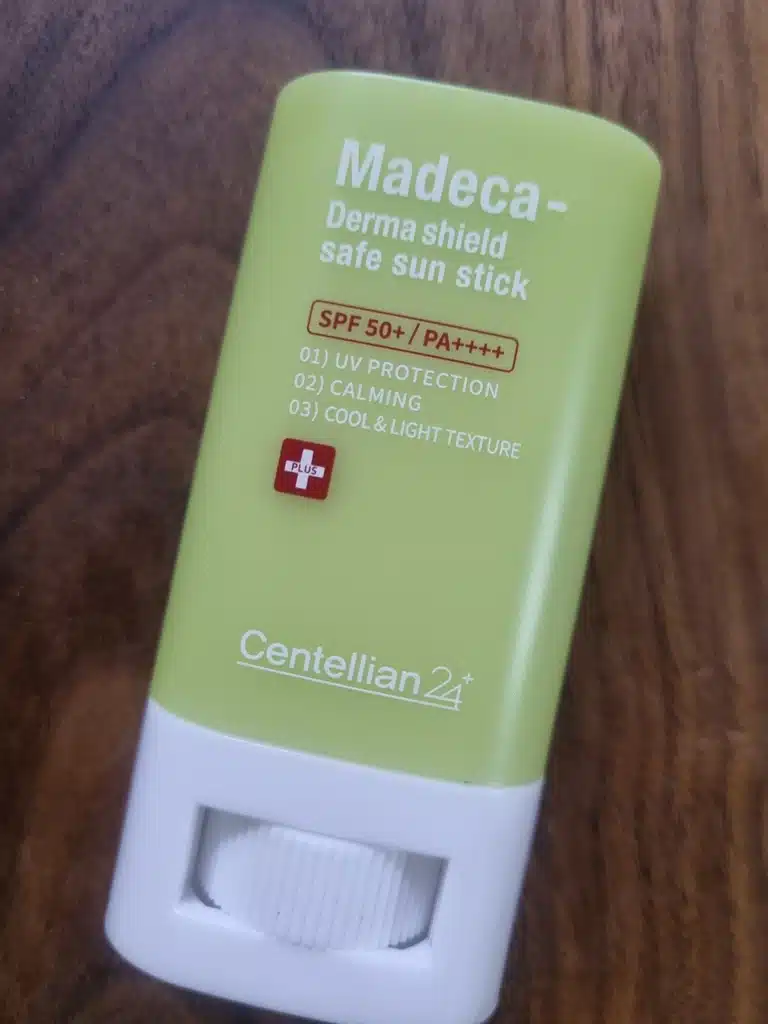 Madeca-
Derma shield
safe sun stick
SPF 50+ / PA++++
01) UV PROTECTION
02) CALMING
03) COOL & LIGHT TEXTURE
PLUS
Centellian 24+